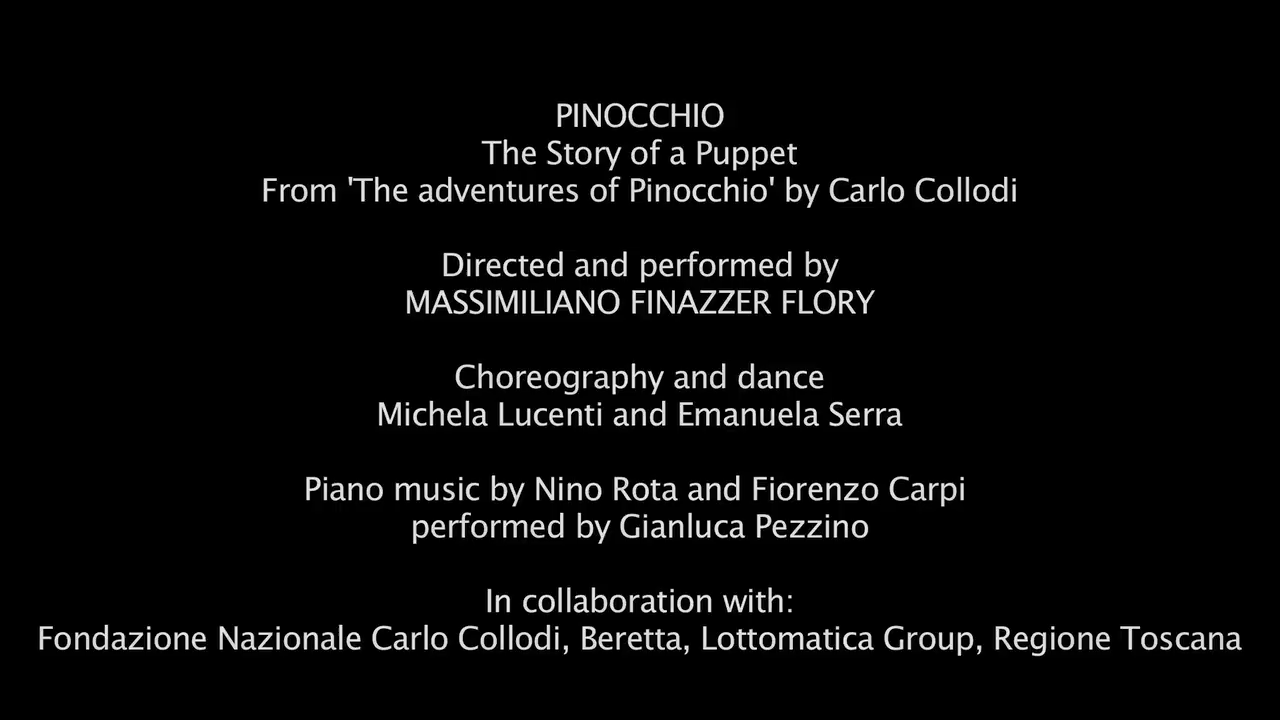 PINOCCHIO
The Story of a Puppet
From 'The adventures of Pinocchio' by Carlo Collodi
Directed and performed by
MASSIMILIANO FINAZZER FLORY
Choreography and dance
Michela Lucenti and Emanuela Serra
Piano music by Nino Rota and Fiorenzo Carpi
performed by Gianluca Pezzino
In collaboration with:
Fondazione Nazionale Carlo Collodi, Beretta, Lottomatica Group, Regione Toscana